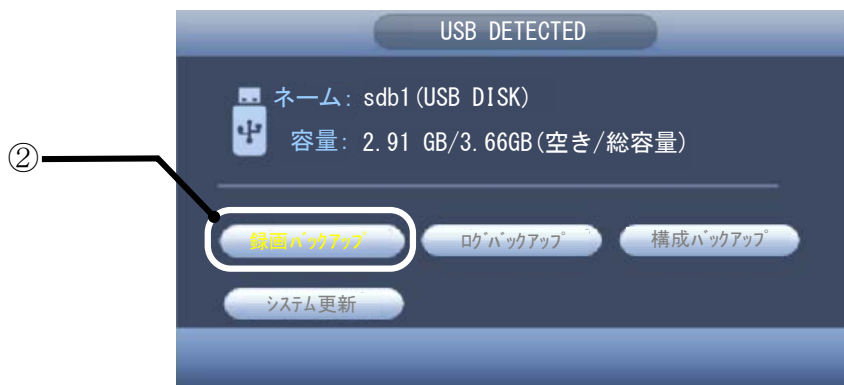 USB DETECTED
ネーム: sdb1(USB DISK)
容量: 2.91 GB/3.66GB(空き/総容量)
②
録画バックアップ ログバックアップ 構成バックアップ
システム更新